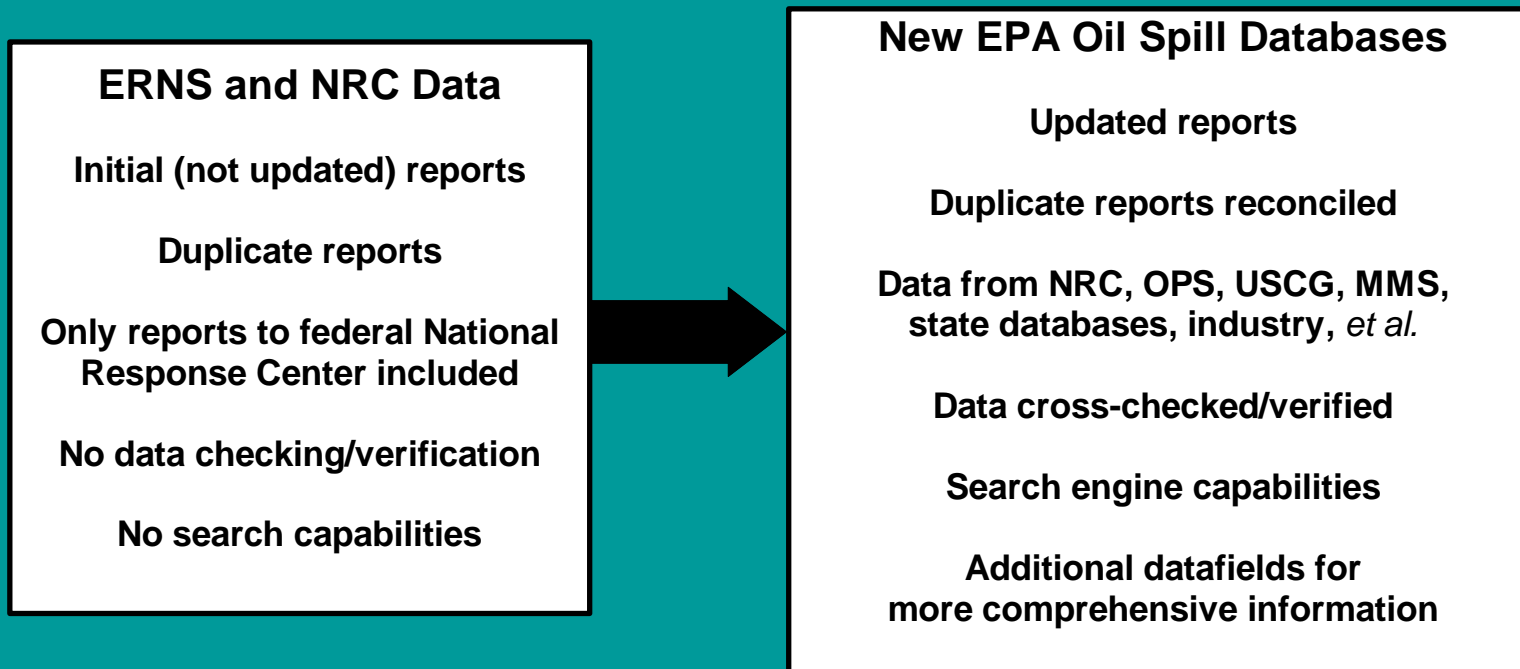 ERNS and NRC Data
Initial (not updated) reports
Duplicate reports
Only reports to federal National
Response Center included
No data checking/verification
No search capabilities
New EPA Oil Spill Databases
Updated reports
Duplicate reports reconciled
Data from NRC, OPS, USCG, MMS,
state databases, industry, et al.
Data cross-checked/verified
Search engine capabilities
Additional datafields for
more comprehensive information